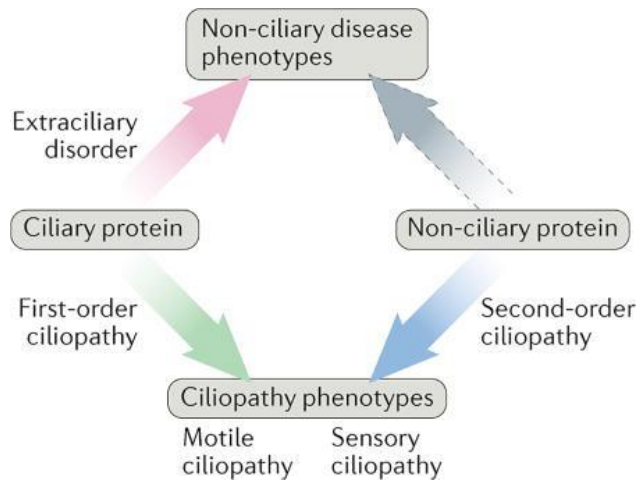 Non-ciliary disease
phenotypes
Extraciliary
disorder
Ciliary protein
Non-ciliary protein
First-order
ciliopathy
Second-order
ciliopathy
Ciliopathy phenotypes
Motile
ciliopathy
Sensory
ciliopathy